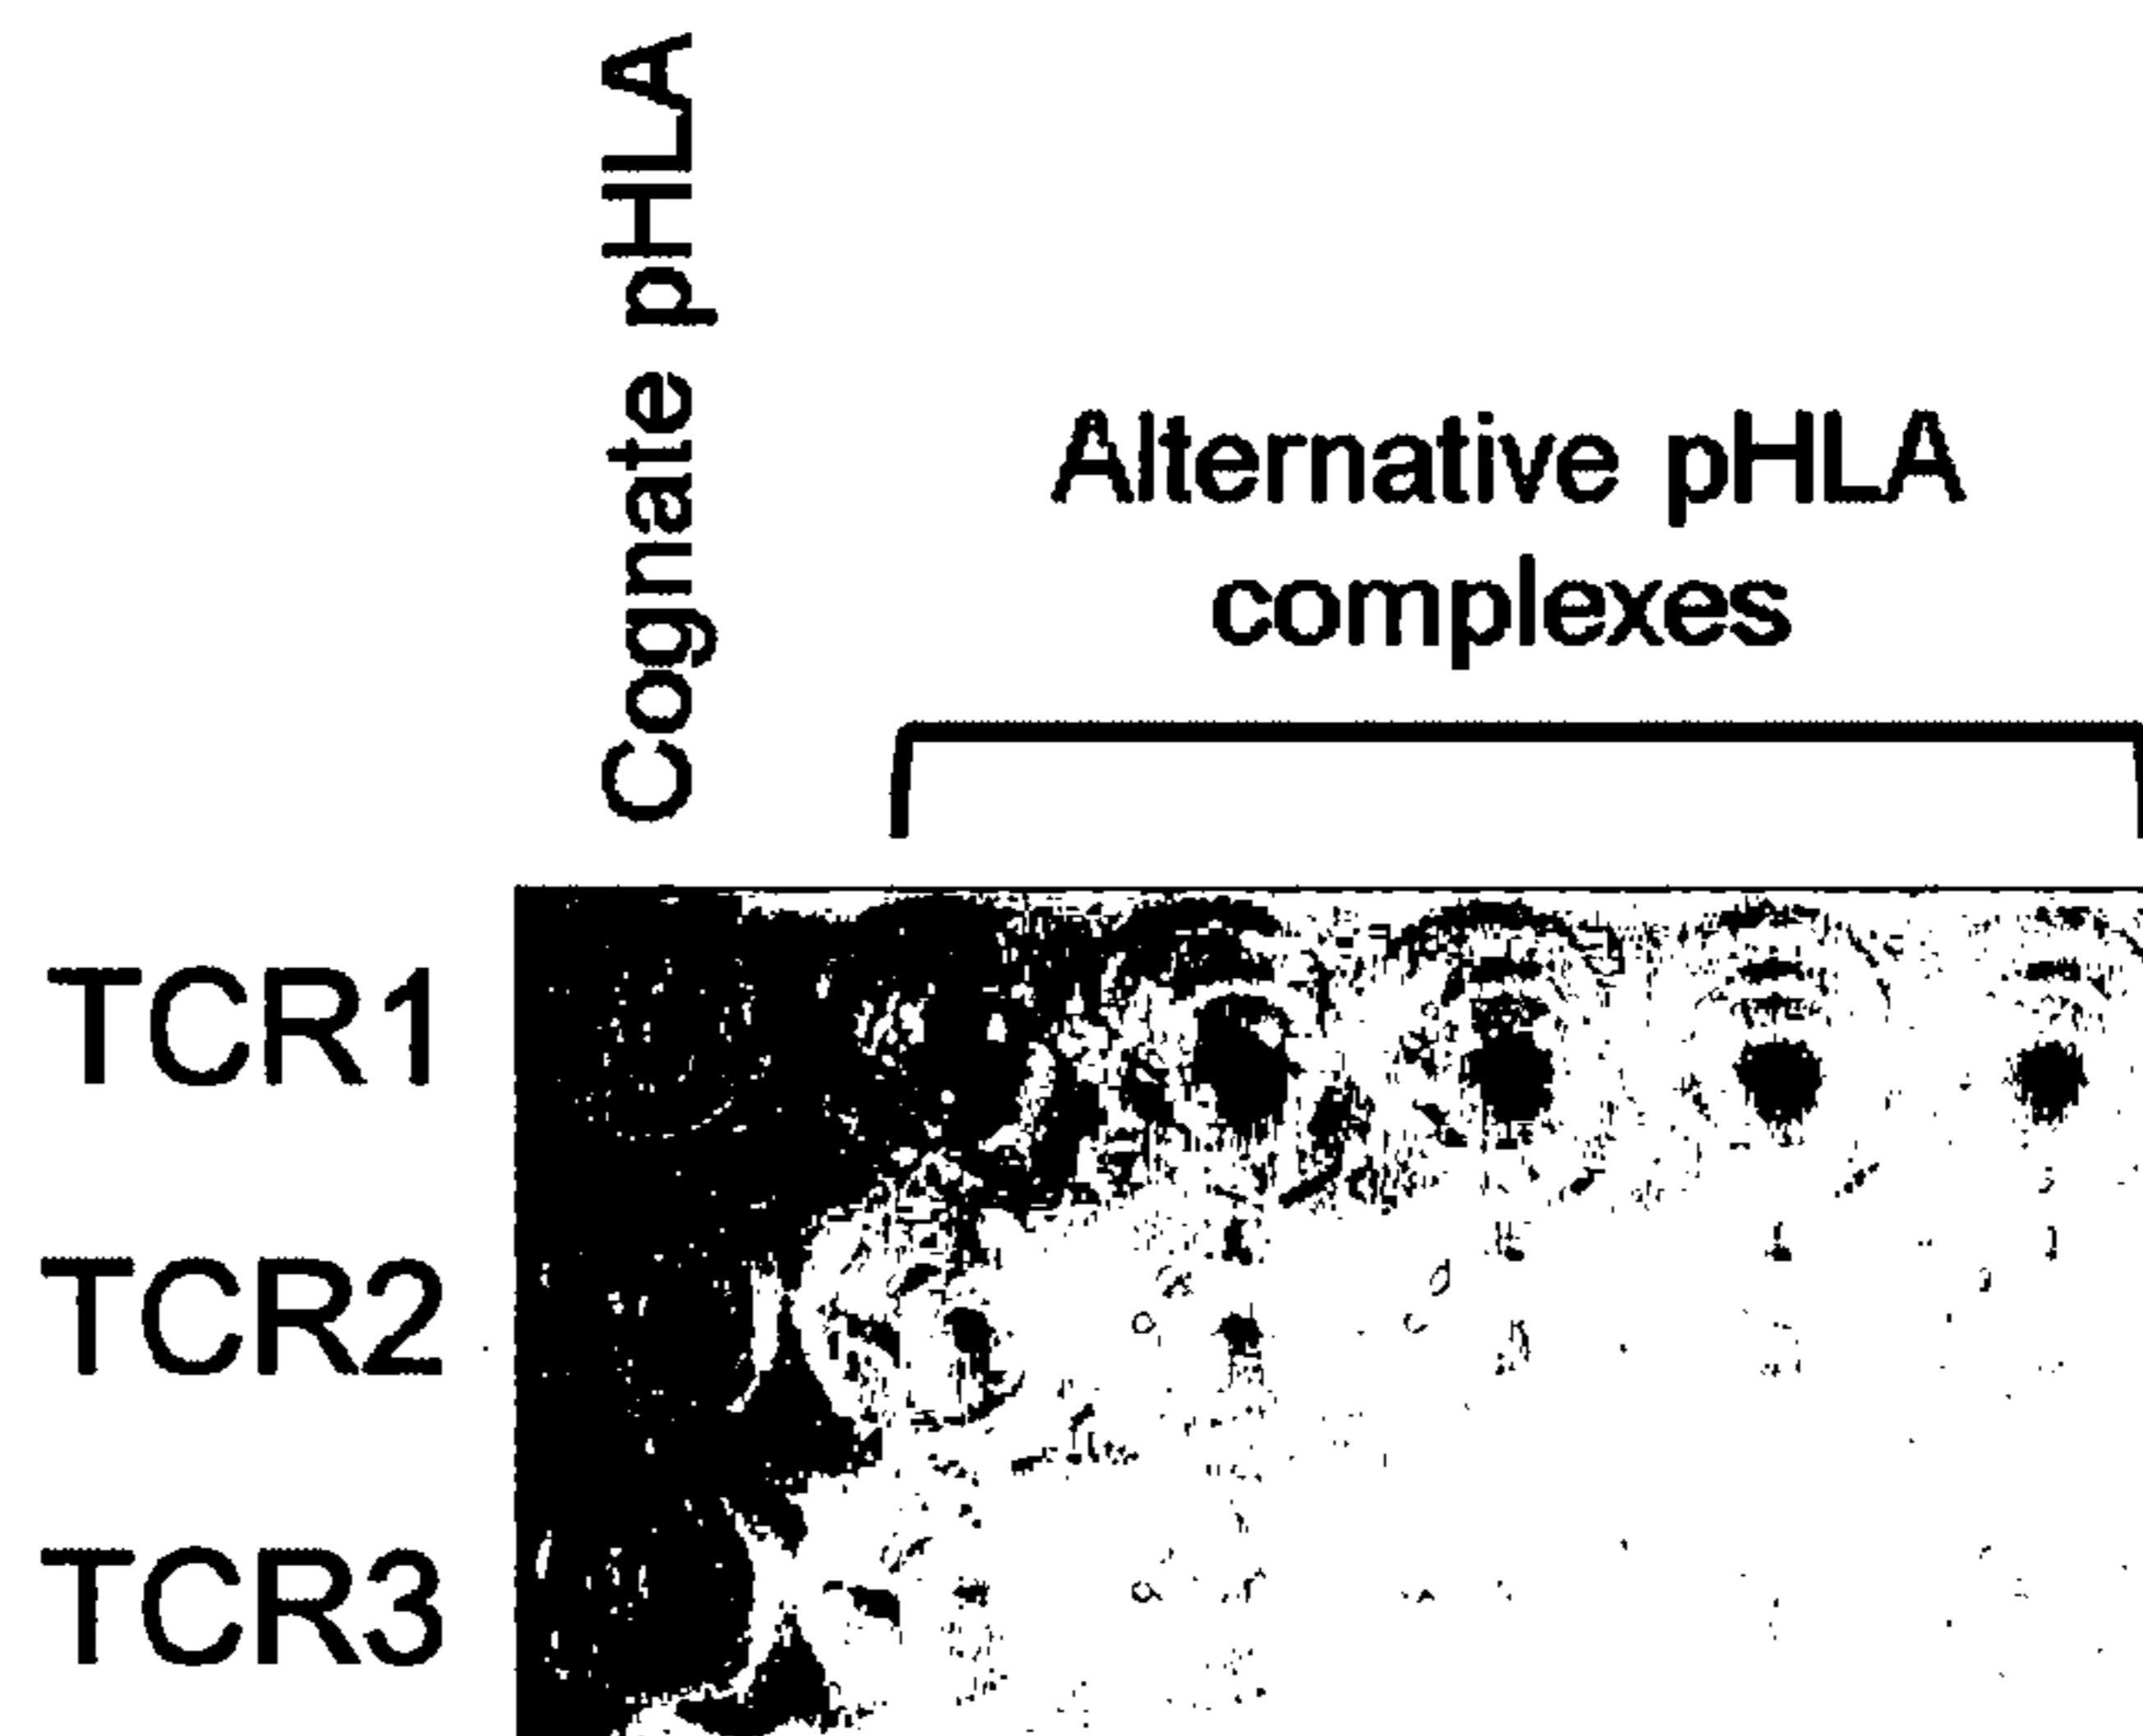 Cognate pHLA
Alternative pHLA
complexes
TCR1
TCR2
TCR3